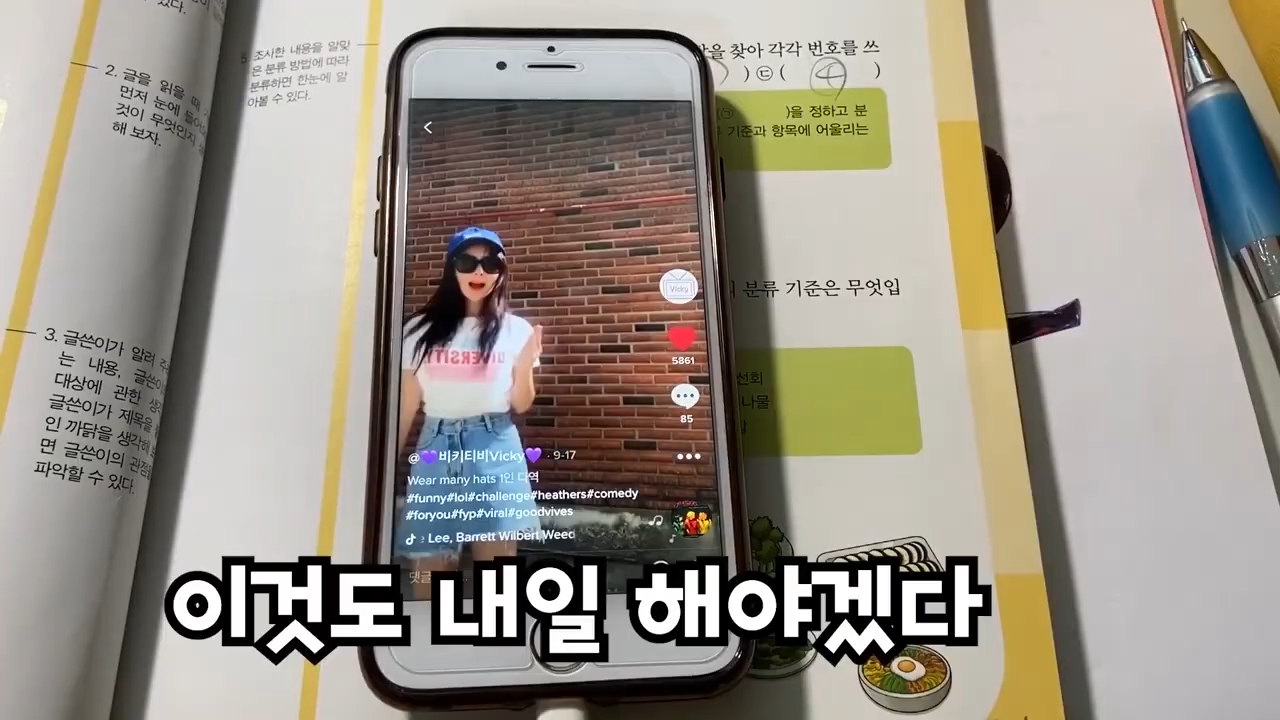 2. 글을 읽을 때
먼저 눈에
것이 무엇인지
해 보자.
3. 글쓴이가 알려
는 내용, 글쓴이
대상에 관한
글쓴이가 제목을
인 까닭을 생각해
면 글쓴이의 관점
파악할 수 있다.
5. 조사한 내용을 알맞
은 분류 방법에 따라
분류하면 한눈에 알
아볼 수 있다.
을 찾아 각각 번호를 쓰
) ㉢ ( ④ )
(㉠ )을 정하고 분
기준과 항목에 어울리는
분류 기준은 무엇입
선회
나물
Vicky
5861
85
DIVERSITY
@💜비키티비Vicky💜 · 9-17
Wear many hats 1인 다역
#funny#lol#challenge#heathers#comedy
#foryou#fyp#viral#goodvives
Lee, Barrett Wilbert Weed
이것도 내일 해야겠다